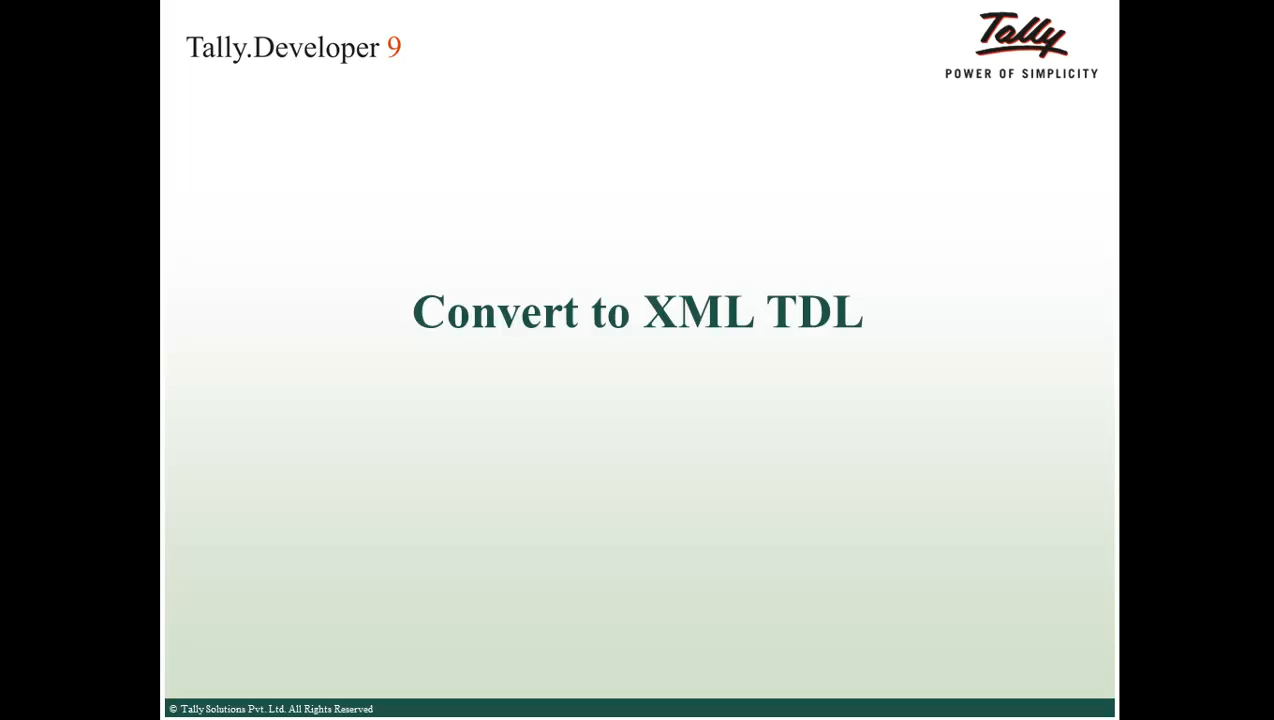 Tally.Developer 9
Tally
POWER OF SIMPLICITY
Convert to XML TDL
© Tally Solutions Pvt. Ltd. All Rights Reserved